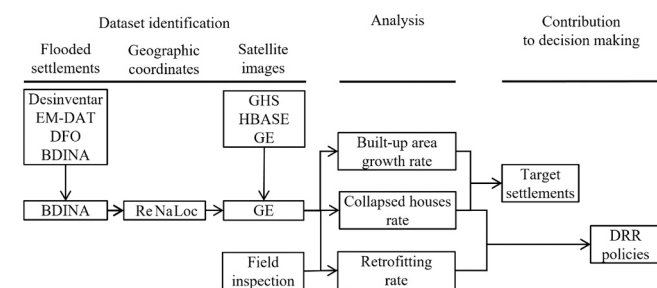 Dataset identification
Analysis
Contribution
to decision making
Flooded
settlements
Geographic
coordinates
Satellite
images
Desinventar
EM-DAT
DFO
BDINA
GHS
HBASE
GE
Built-up area
growth rate
Target
settlements
BDINA
ReNaLoc
GE
Collapsed houses
rate
DRR
policies
Field
inspection
Retrofitting
rate